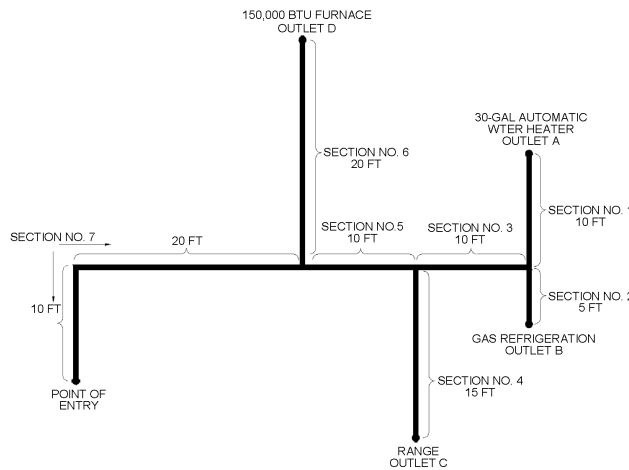 150,000 BTU FURNACE
OUTLET D
30-GAL AUTOMATIC
WTER HEATER
OUTLET A
SECTION NO. 6
20 FT
SECTION NO. 1
10 FT
SECTION NO.5
10 FT
SECTION NO. 3
10 FT
SECTION NO. 7
20 FT
10 FT
SECTION NO. 2
5 FT
GAS REFRIGERATION
OUTLET B
POINT OF
ENTRY
SECTION NO. 4
15 FT
RANGE
OUTLET C